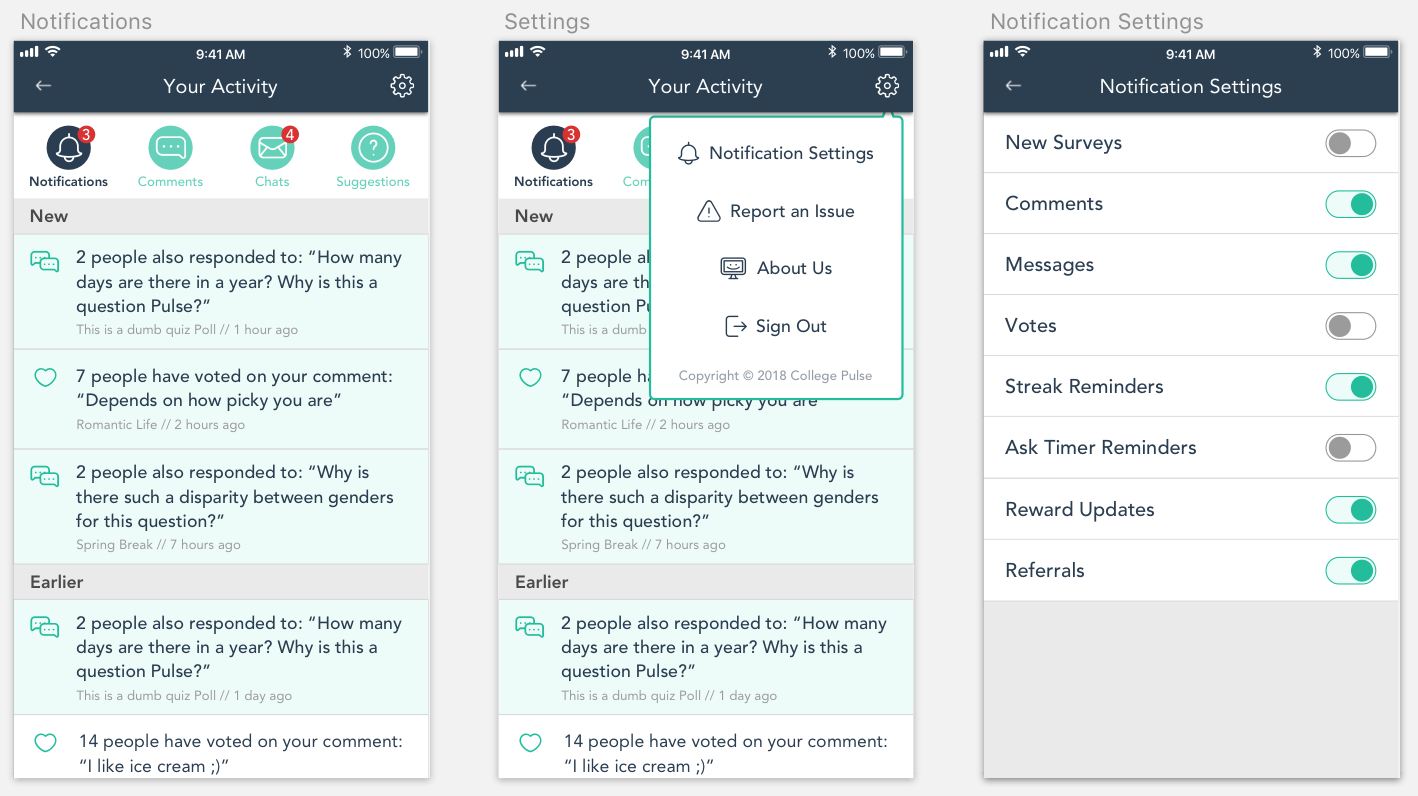 Notifications
9:41 AM
100%
Your Activity
3
4
Notifications
Comments
Chats
Suggestions
New
2 people also responded to: “How many
days are there in a year? Why is this a
question Pulse?”
This is a dumb quiz Poll // 1 hour ago
7 people have voted on your comment:
“Depends on how picky you are”
Romantic Life // 2 hours ago
2 people also responded to: “Why is
there such a disparity between genders
for this question?”
Spring Break // 7 hours ago
Earlier
2 people also responded to: “How many
days are there in a year? Why is this a
question Pulse?”
This is a dumb quiz Poll // 1 day ago
14 people have voted on your comment:
“I like ice cream ;)”
Settings
9:41 AM
100%
Your Activity
3
Notifications
Com
Notification Settings
Report an Issue
About Us
Sign Out
Copyright © 2018 College Pulse
New
2 people al
days are th
question Pu
This is a dumb
7 people ha
“Depends on how picky you are
Romantic Life // 2 hours ago
2 people also responded to: “Why is
there such a disparity between genders
for this question?”
Spring Break // 7 hours ago
Earlier
2 people also responded to: “How many
days are there in a year? Why is this a
question Pulse?”
This is a dumb quiz Poll // 1 day ago
14 people have voted on your comment:
“I like ice cream ;)”
Notification Settings
9:41 AM
100%
Notification Settings
New Surveys
Comments
Messages
Votes
Streak Reminders
Ask Timer Reminders
Reward Updates
Referrals